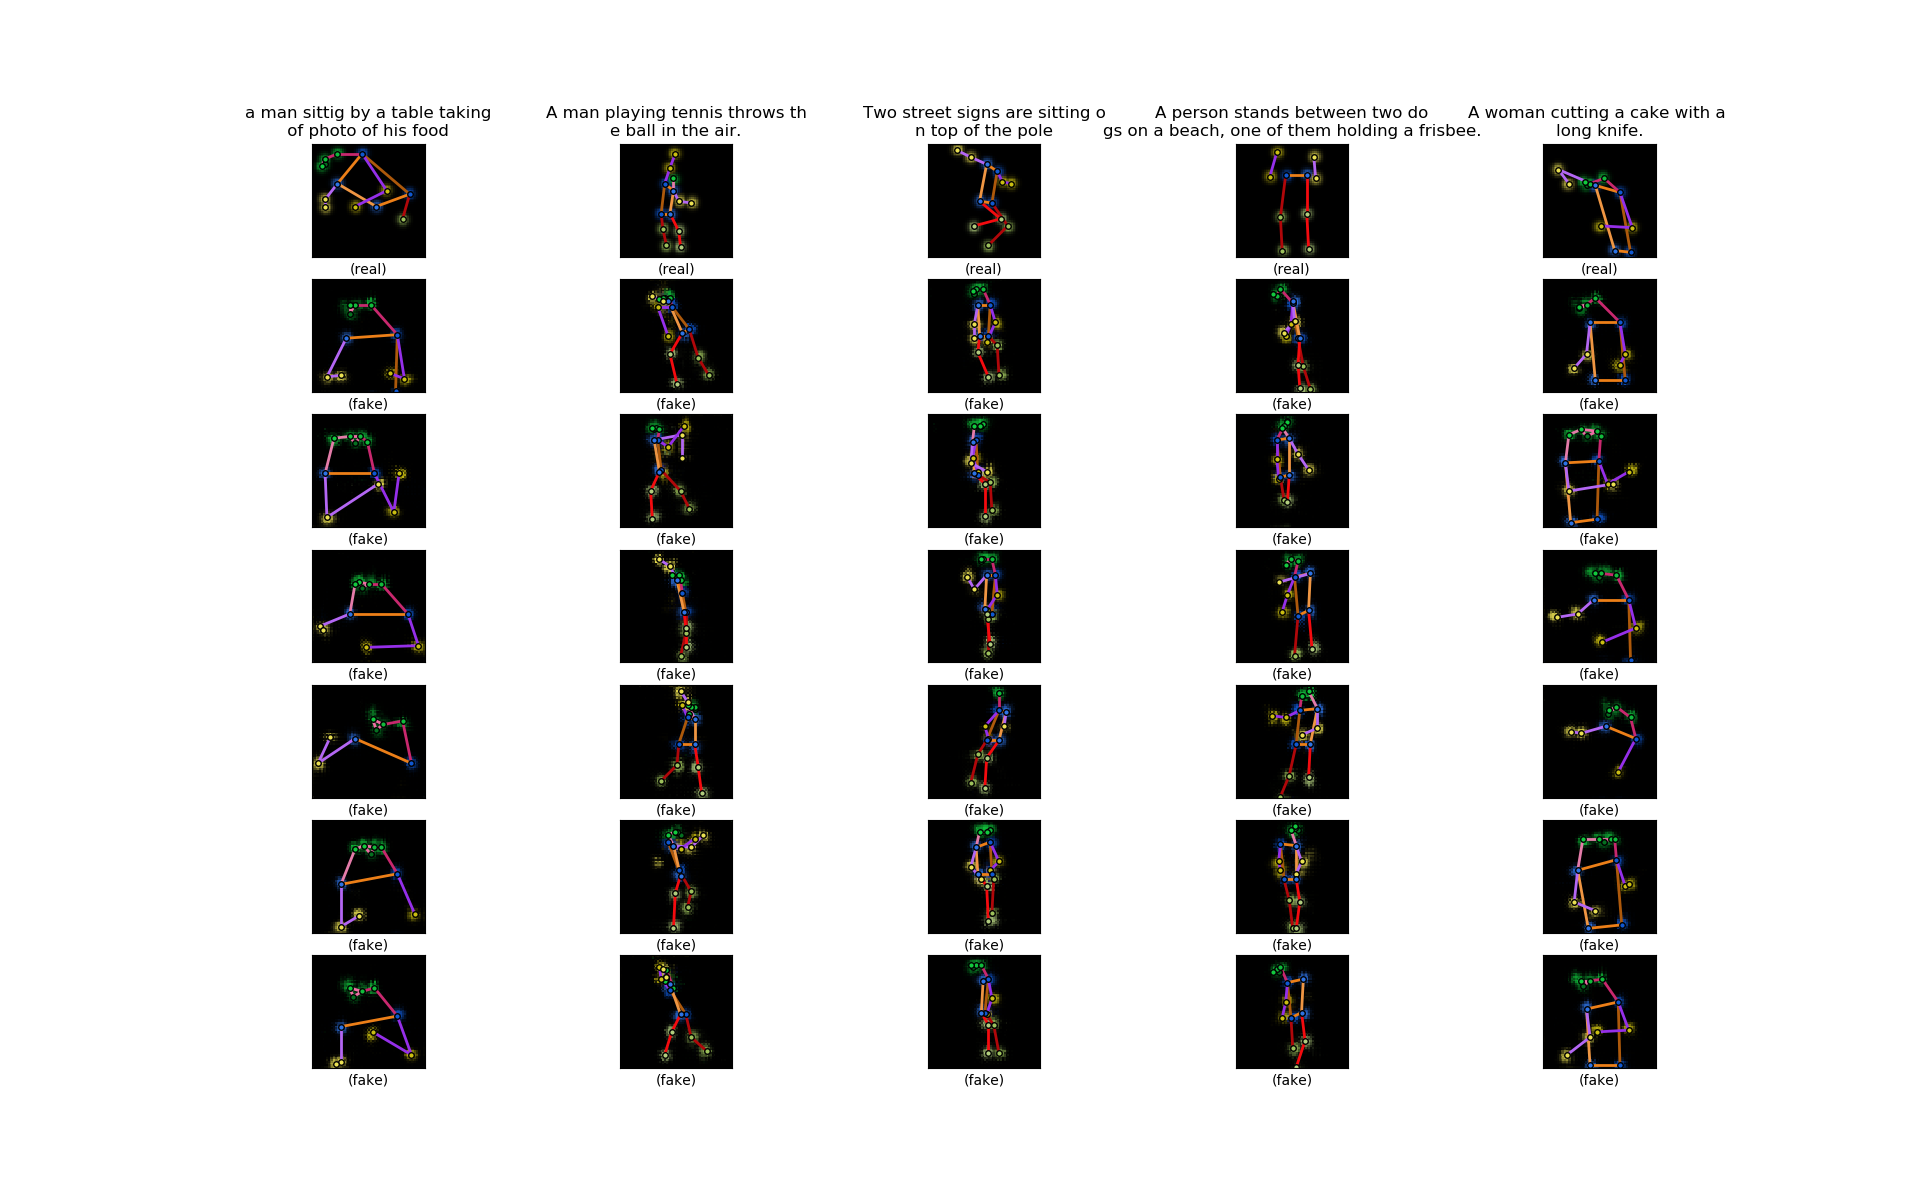 a man sittig by a table taking
of photo of his food
A man playing tennis throws th
e ball in the air.
Two street signs are sitting o
n top of the pole
A person stands between two do
gs on a beach, one of them holding a frisbee.
A woman cutting a cake with a
long knife.
(real) (real) (real) (real) (real)
(fake) (fake) (fake) (fake) (fake)
(fake) (fake) (fake) (fake) (fake)
(fake) (fake) (fake) (fake) (fake)
(fake) (fake) (fake) (fake) (fake)
(fake) (fake) (fake) (fake) (fake)
(fake) (fake) (fake) (fake) (fake)